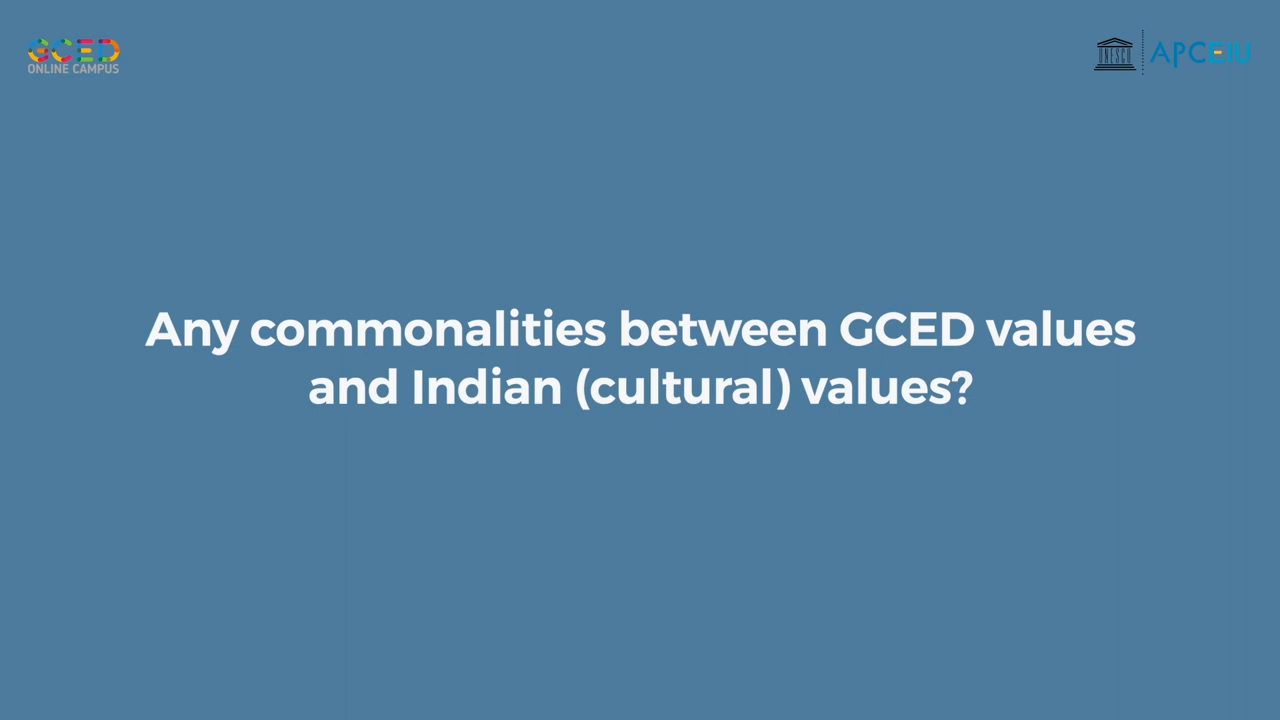 GCED
ONLINE CAMPUS
UNESCO
APCEIU
Any commonalities between GCED values
and Indian (cultural) values?